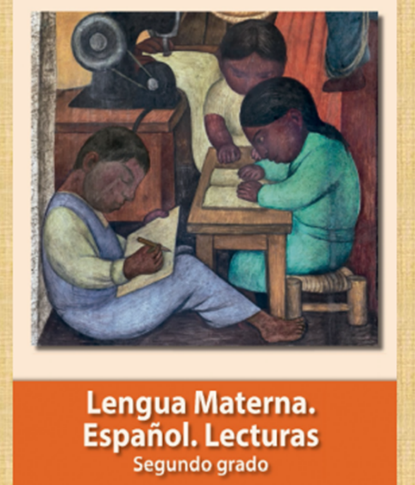 Lengua Materna.
Español. Lecturas
Segundo grado